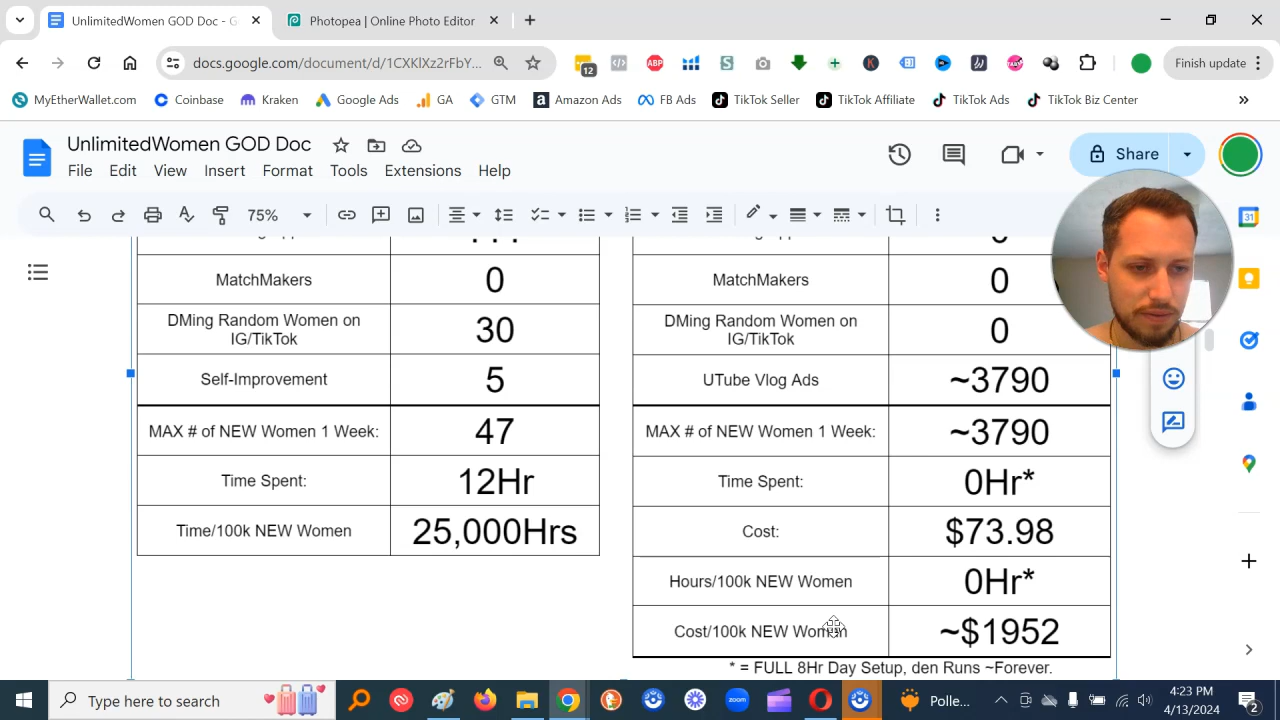 UnlimitedWomen GOD Doc - G
Photopea | Online Photo Editor
docs.google.com/document/d/1CXKlXz2rFbY...
12
ABP
Finish update
MyEtherWallet.com
Coinbase
Kraken
Google Ads
GA
GTM
Amazon Ads
FB Ads
TikTok Seller
TikTok Affiliate
TikTok Ads
TikTok Biz Center
UnlimitedWomen GOD Doc
Share
File Edit View Insert Format Tools Extensions Help
75%
MatchMakers 0
DMing Random Women on
IG/TikTok 30
Self-Improvement 5
MAX # of NEW Women 1 Week: 47
Time Spent: 12Hr
Time/100k NEW Women 25,000Hrs
MatchMakers 0
DMing Random Women on
IG/TikTok 0
UTube Vlog Ads ~3790
MAX # of NEW Women 1 Week: ~3790
Time Spent: 0Hr*
Cost: $73.98
Hours/100k NEW Women 0Hr*
Cost/100k NEW Women ~$1952
* = FULL 8Hr Day Setup, den Runs ~Forever.
31
Type here to search
zoom
Polle...
4:23 PM
4/13/2024
2